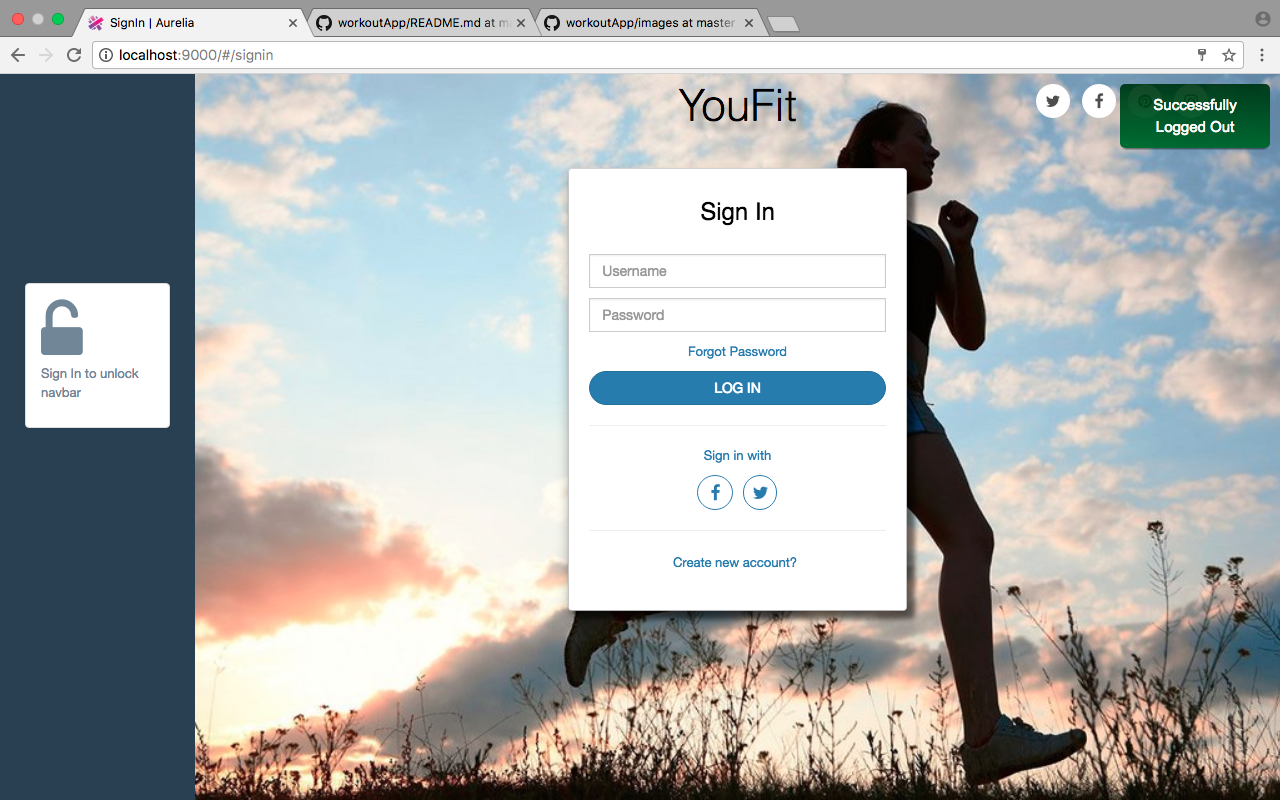 SignIn | Aurelia
workoutApp/README.md at ma
workoutApp/images at master
localhost:9000/#/signin
YouFit
Successfully
Logged Out
Sign In
Username
Password
Forgot Password
LOG IN
Sign in with
Create new account?
Sign In to unlock
navbar